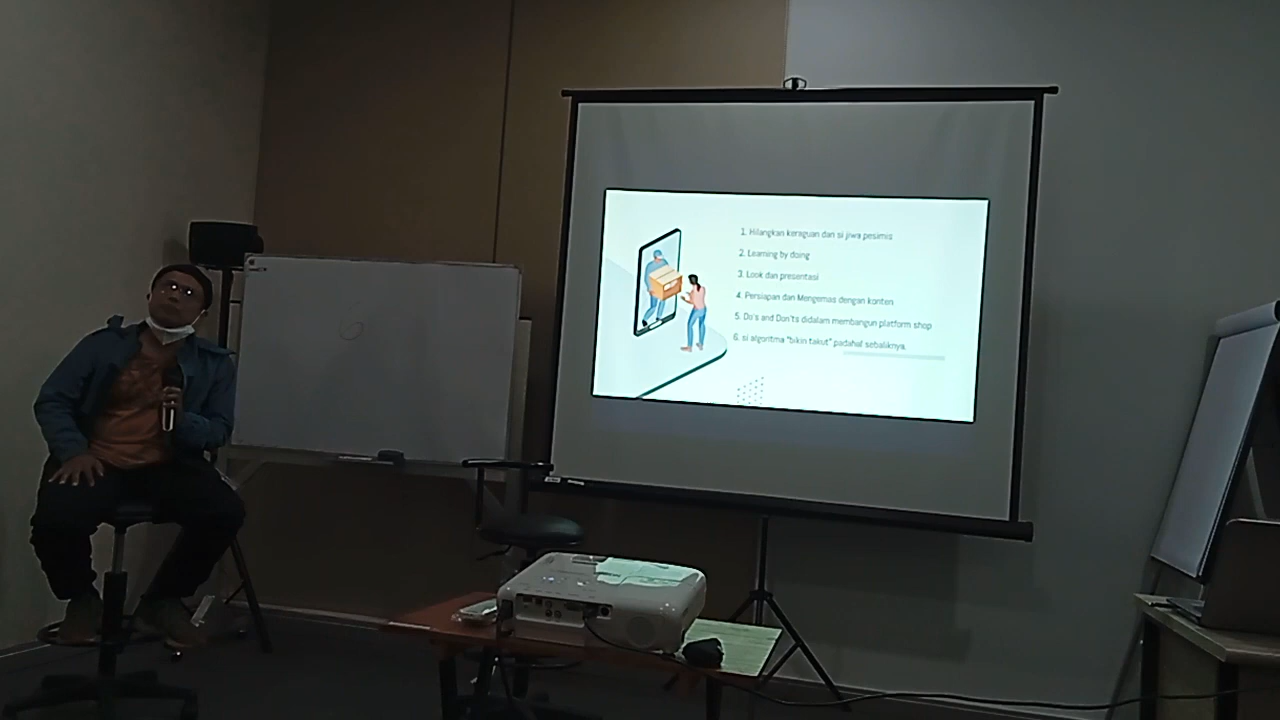 1. Hilangkan keraguan dan si jiwa pesimis
2. Learning by doing
3. Look dan presentasi
4. Persiapan dan Mengemas dengan konten
5. Do's and Don'ts didalam membangun platform shop
6. si algoritma "bikin takut" padahal sebaliknya.